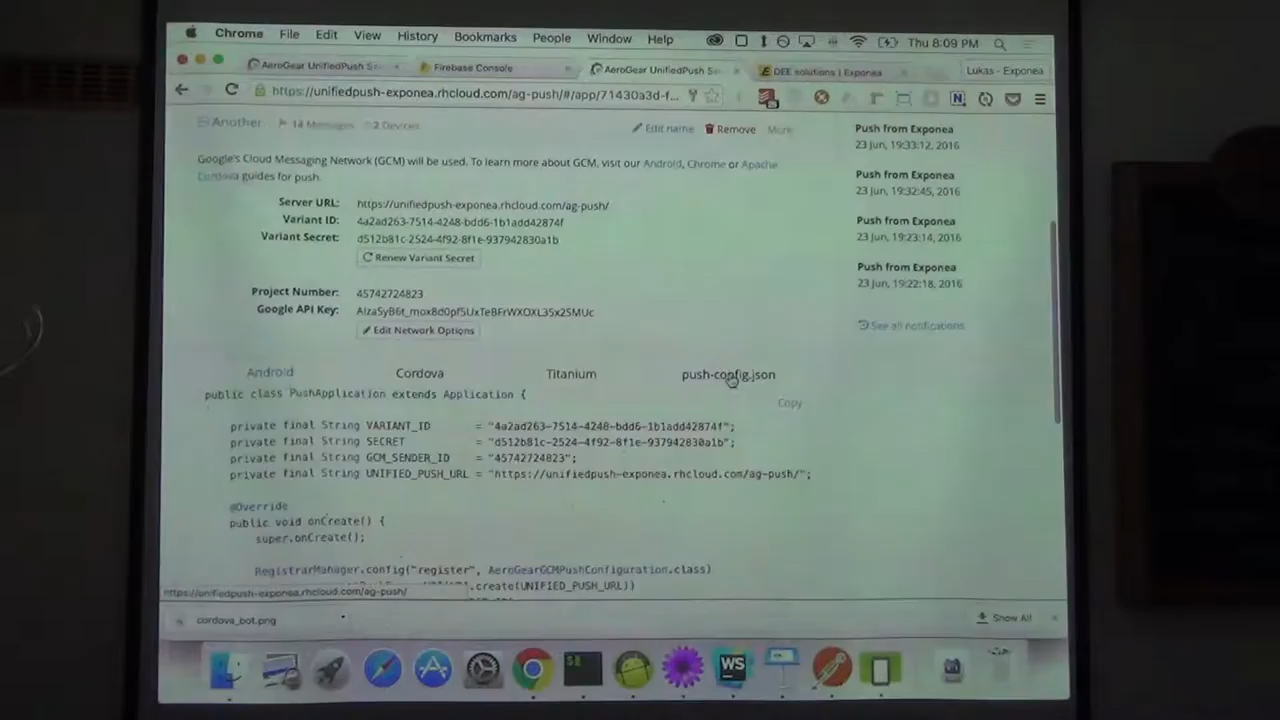 Chrome File Edit View History Bookmarks People Window Help Thu 8:09 PM
AeroGear UnifiedPush Se Firebase Console AeroGear UnifiedPush Se DEE solutions | Exponea Lukas - Exponea
https://unifiedpush-exponea.rhcloud.com/ag-push/#/app/71430a3d-f...
Another 14 Messages 2 Devices Edit name Remove More
Google's Cloud Messaging Network (GCM) will be used. To learn more about GCM, visit our Android, Chrome or Apache
Cordova guides for push.
Server URL: https://unifiedpush-exponea.rhcloud.com/ag-push/
Variant ID: 4a2ad263-7514-4248-bdd6-1b1add42874f
Variant Secret: d512b81c-2524-4f92-8f1e-937942830a1b
Renew Variant Secret
Project Number: 45742724823
Google API Key:
Edit Network Options
Push from Exponea
23 Jun, 19:33:12, 2016
Push from Exponea
23 Jun, 19:32:45, 2016
Push from Exponea
23 Jun, 19:23:14, 2016
Push from Exponea
23 Jun, 19:22:18, 2016
See all notifications
Android Cordova Titanium push-config.json
Copy
public class PushApplication extends Application {
private final String VARIANT_ID = "4a2ad263-7514-4248-bdd6-1b1add42874f";
private final String SECRET = "d512b81c-2524-4f92-8f1e-937942830a1b";
private final String GCM_SENDER_ID = "45742724823";
private final String UNIFIED_PUSH_URL = "https://unifiedpush-exponea.rhcloud.com/ag-push/";
@Override
public void onCreate() {
super.onCreate();
RegistrarManager.config("register", AeroGearGCMPushConfiguration.class)
.create(UNIFIED_PUSH_URL))
https://unifiedpush-exponea.rhcloud.com/ag-push/
cordova_bot.png Show All
WS